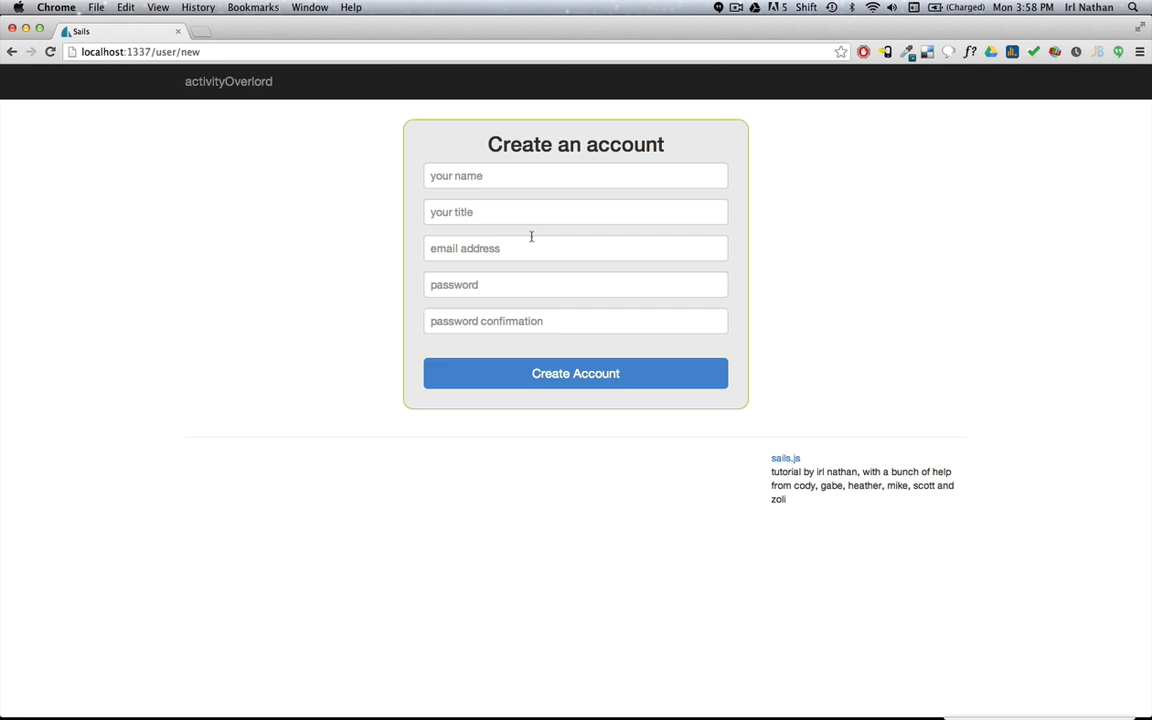 Chrome File Edit View History Bookmarks Window Help
5 Shift (Charged) Mon 3:58 PM Irl Nathan
Sails
localhost:1337/user/new
activityOverlord
Create an account
your name
your title
email address
password
password confirmation
Create Account
sails.js
tutorial by irl nathan, with a bunch of help
from cody, gabe, heather, mike, scott and
zoli